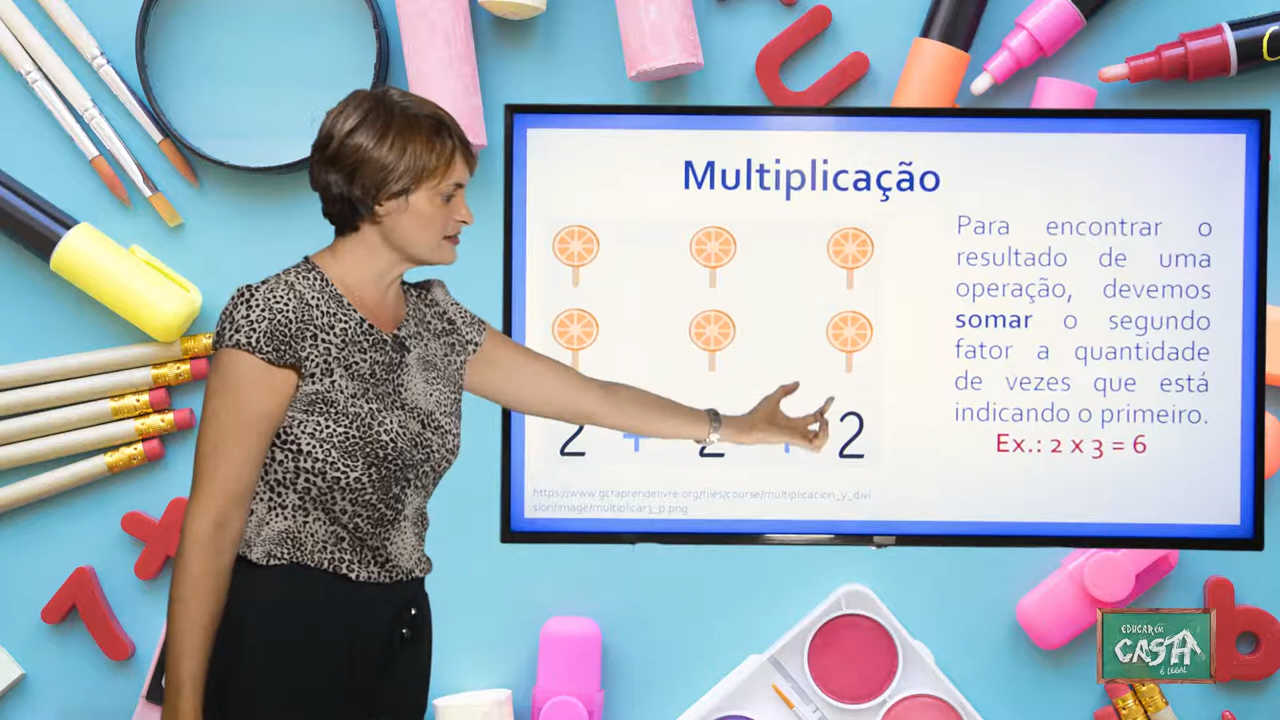 Multiplicação
Para encontrar o
resultado de uma
operação, devemos
somar o segundo
fator a quantidade
de vezes que está
indicando o primeiro.
Ex.: 2 x 3 = 6
2 + 2 + 2
https://www.gcfaprendelivre.org/files/course/multiplicacion_y_divi
sion/image/multiplicar3_p.png
EDUCAR EM
CASA
É LEGAL
1
x
b